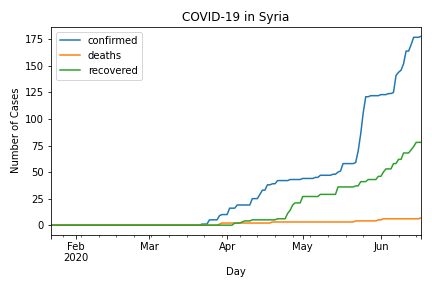 COVID-19 in Syria
confirmed
deaths
recovered
Number of Cases
175
150
125
100
75
50
25
0
Feb Mar Apr May Jun
2020
Day